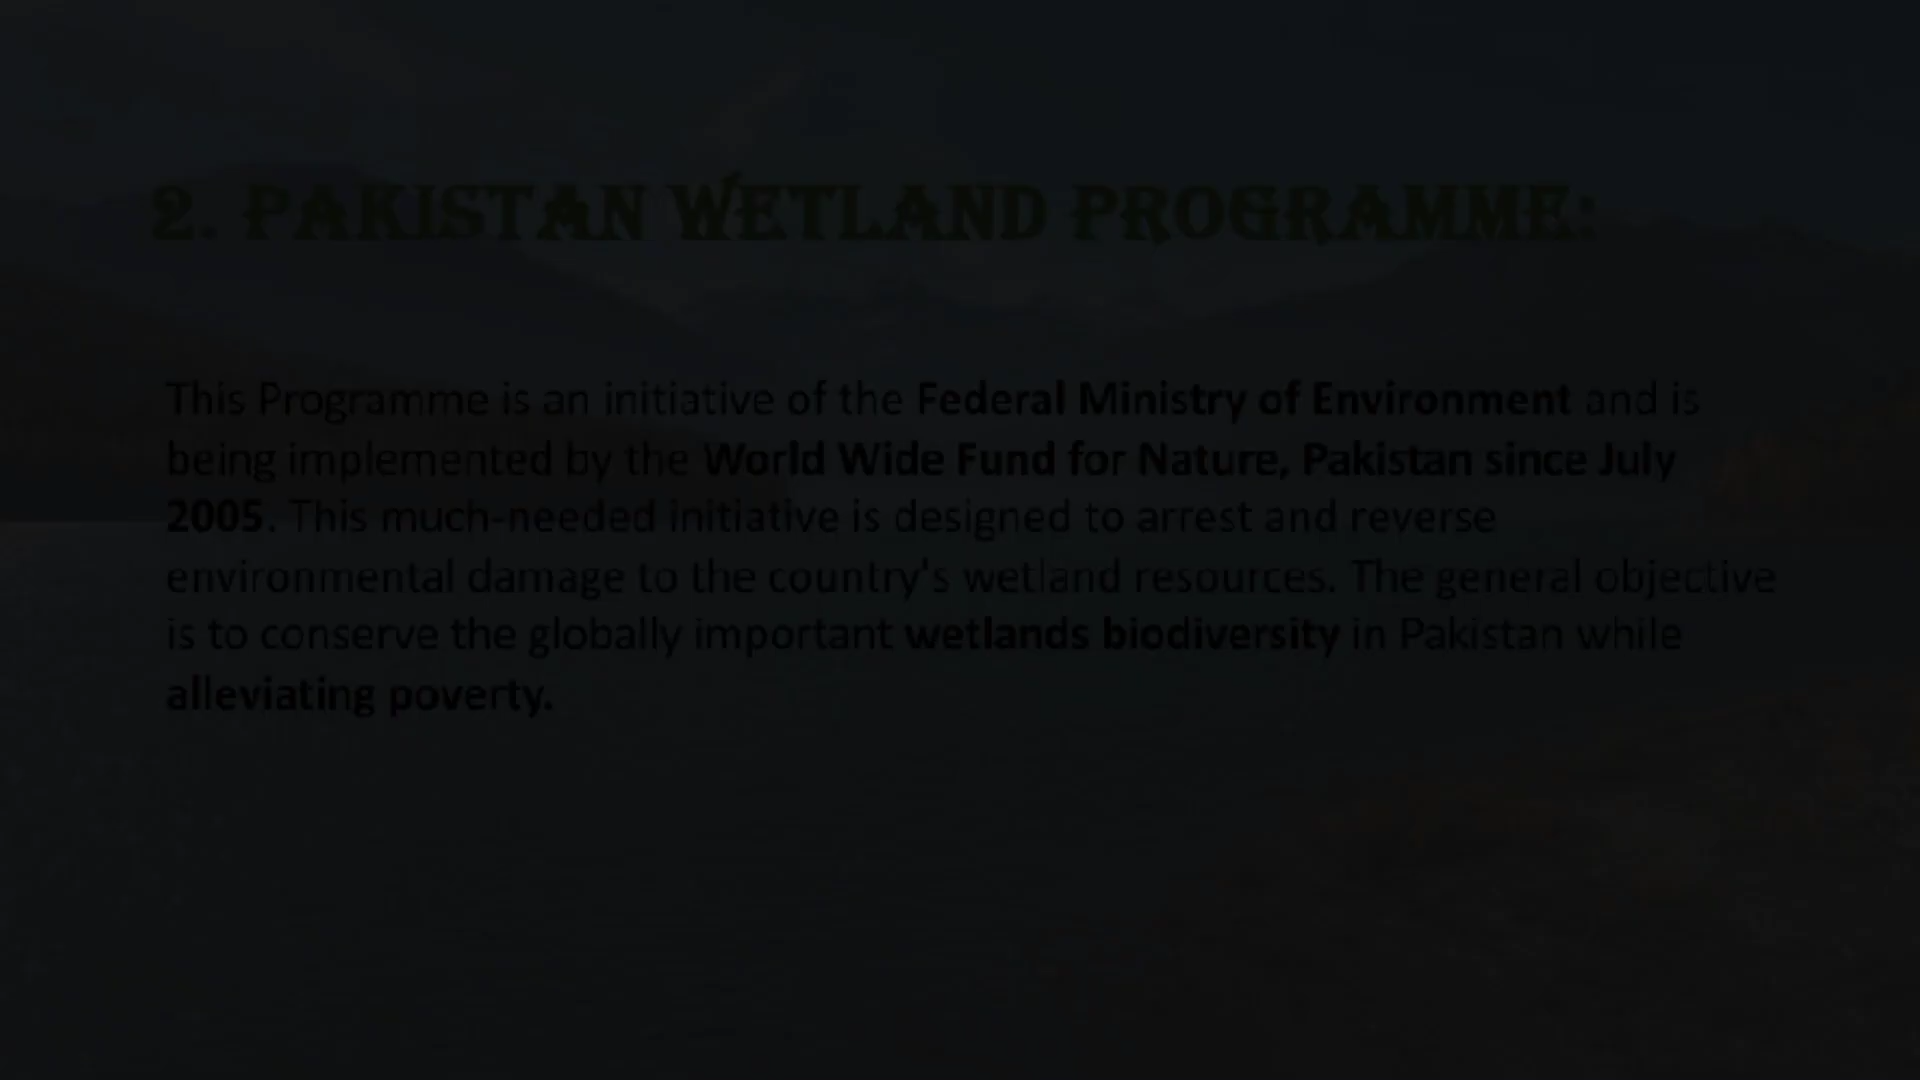 2. PAKISTAN WETLAND PROGRAMME:
This Programme is an initiative of the Federal Ministry of Environment and is
being implemented by the World Wide Fund for Nature, Pakistan since July
2005. This much-needed initiative is designed to arrest and reverse
environmental damage to the country's wetland resources. The general objective
is to conserve the globally important wetlands biodiversity in Pakistan while
alleviating poverty.